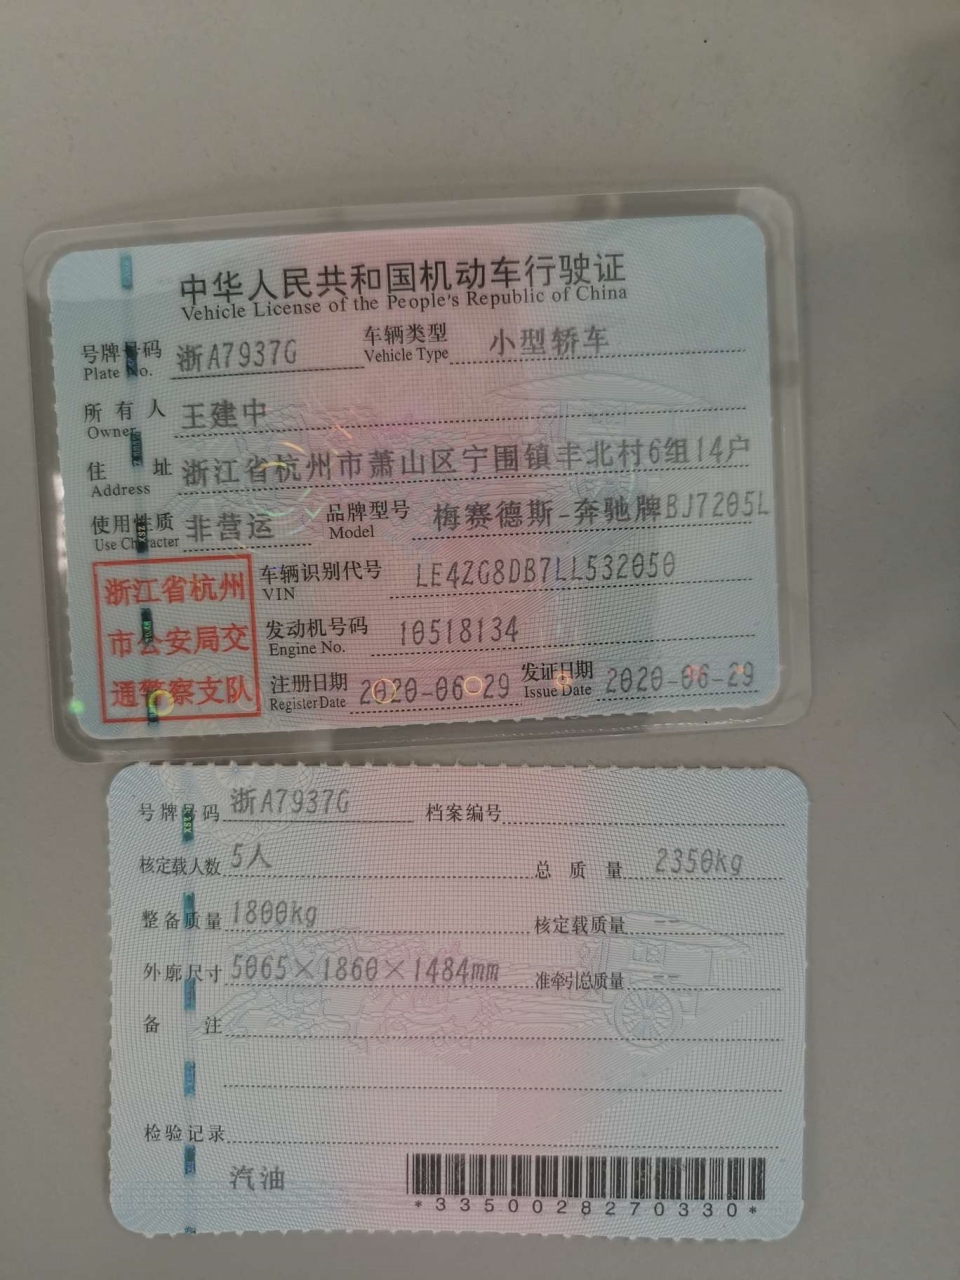 中华人民共和国机动车行驶证
Vehicle License of the People's Republic of China
号牌号码 浙A7937G 车辆类型 小型轿车
Plate No. Vehicle Type
所有人 王建中
Owner
住址 浙江省杭州市萧山区宁围镇丰北村6组14户
Address
使用性质 非营运 品牌型号 梅赛德斯-奔驰牌BJ7205L
Use Character Model
浙江省杭州
市公安局交
通警察支队
车辆识别代号 LE4ZG8DB7LL532050
VIN
发动机号码 10518134
Engine No.
注册日期 2020-06-29 发证日期 2020-06-29
Register Date Issue Date
号牌号码 浙A7937G 档案编号
核定载人数 5人 总质量 2350kg
整备质量 1800kg 核定载质量 --
外廓尺寸 5065×1860×1484mm 准牵引总质量 --
备注
检验记录
汽油
*3350028270330*